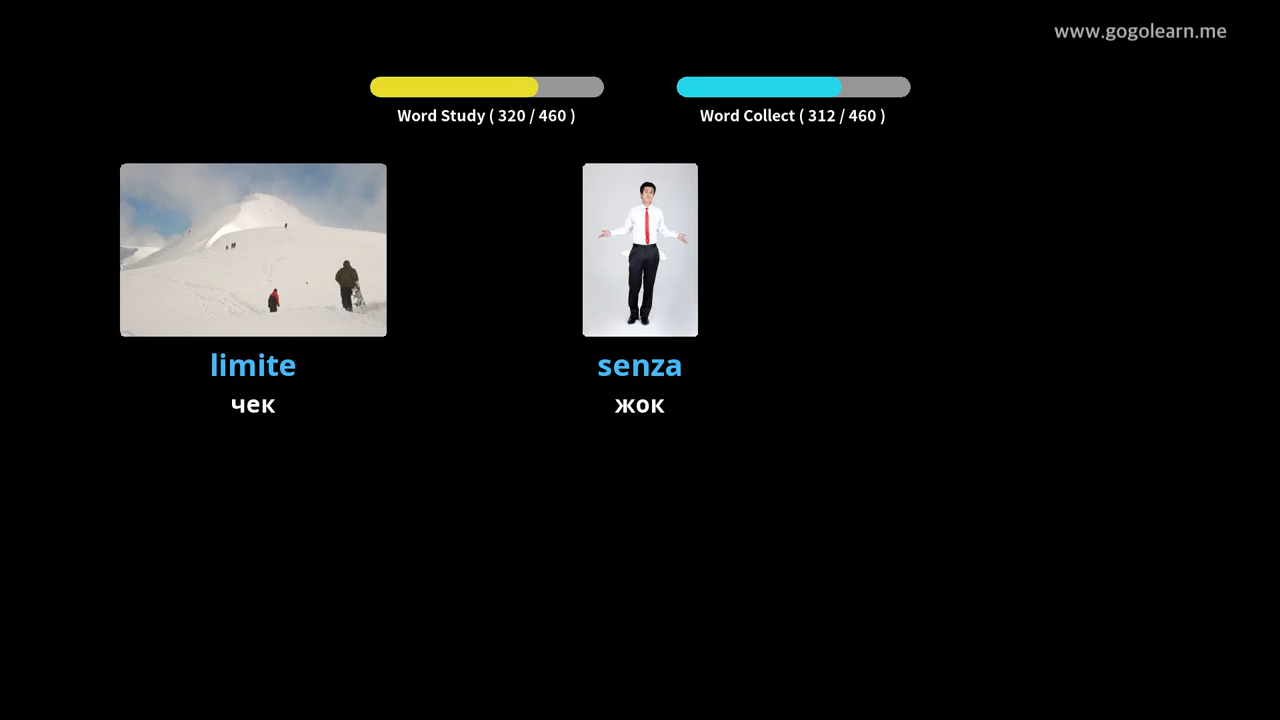 www.gogolearn.me
Word Study ( 320 / 460 )
Word Collect ( 312 / 460 )
limite
чек
senza
жок